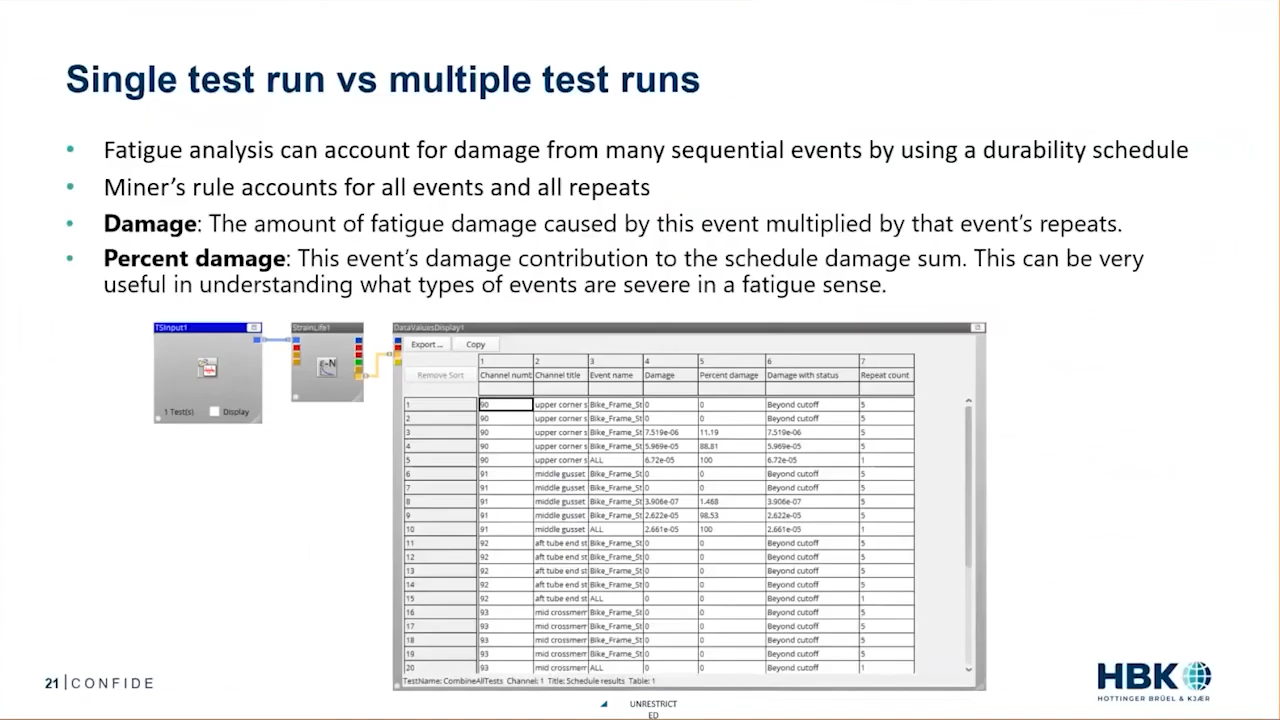 Single test run vs multiple test runs
• Fatigue analysis can account for damage from many sequential events by using a durability schedule
• Miner's rule accounts for all events and all repeats
• Damage: The amount of fatigue damage caused by this event multiplied by that event's repeats.
• Percent damage: This event's damage contribution to the schedule damage sum. This can be very
useful in understanding what types of events are severe in a fatigue sense.
TSInput1
1 Test(s) Display
StrainLife1
DataValuesDisplay1
Export ... Copy
Remove Sort
1 2 3 4 5 6 7
Channel numb Channel title Event name Damage Percent damage Damage with status Repeat count
1 90 upper corner s Bike_Frame_St 0 0 Beyond cutoff 5
2 90 upper corner s Bike_Frame_St 0 0 Beyond cutoff 5
3 90 upper corner s Bike_Frame_St 7.519e-06 11.19 7.519e-06 5
4 90 upper corner s Bike_Frame_St 5.969e-05 88.81 5.969e-05 5
5 90 upper corner s ALL 6.72e-05 100 6.72e-05 1
6 91 middle gusset Bike_Frame_St 0 0 Beyond cutoff 5
7 91 middle gusset Bike_Frame_St 0 0 Beyond cutoff 5
8 91 middle gusset Bike_Frame_St 3.906e-07 1.468 3.906e-07 5
9 91 middle gusset Bike_Frame_St 2.622e-05 98.53 2.622e-05 5
10 91 middle gusset ALL 2.661e-05 100 2.661e-05 1
11 92 aft tube end st Bike_Frame_St 0 0 Beyond cutoff 5
12 92 aft tube end st Bike_Frame_St 0 0 Beyond cutoff 5
13 92 aft tube end st Bike_Frame_St 0 0 Beyond cutoff 5
14 92 aft tube end st Bike_Frame_St 0 0 Beyond cutoff 5
15 92 aft tube end st ALL 0 0 Beyond cutoff 1
16 93 mid crossmem Bike_Frame_St 0 0 Beyond cutoff 5
17 93 mid crossmem Bike_Frame_St 0 0 Beyond cutoff 5
18 93 mid crossmem Bike_Frame_St 0 0 Beyond cutoff 5
19 93 mid crossmem Bike_Frame_St 0 0 Beyond cutoff 5
20 93 mid crossmem ALL 0 0 Beyond cutoff 1
TestName: CombineAllTests Channel: 1 Title: Schedule results Table: 1
21 | CONFIDE
UNRESTRICT
ED
HBK
HOTTINGER BRÜEL & KJÆR